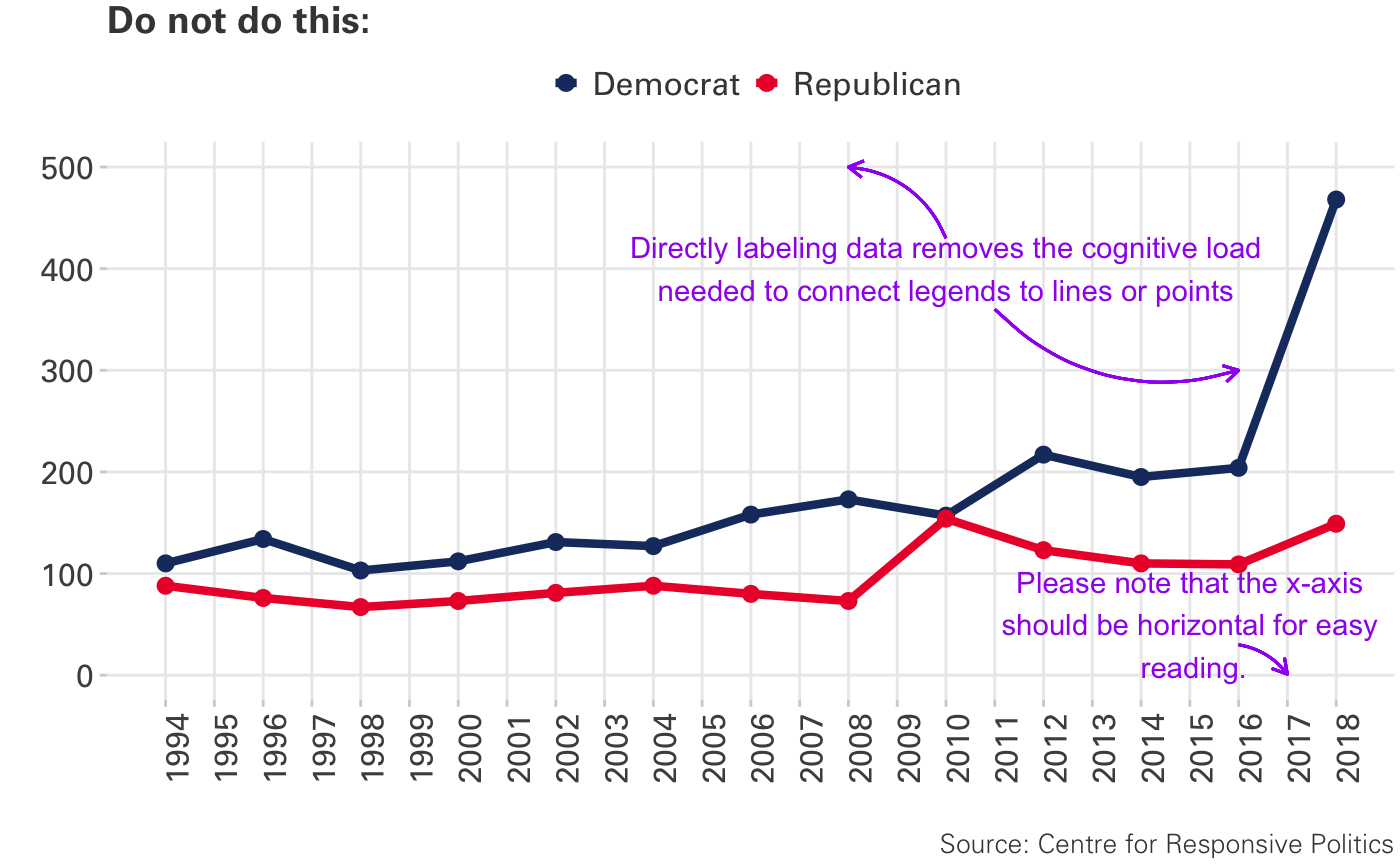 Do not do this:
Democrat Republican
500
Directly labeling data removes the cognitive load
400
needed to connect legends to lines or points
300
200
100
Please note that the x-axis
should be horizontal for easy
reading.
0
1994 1995 1996 1997 1998 1999 2000 2001 2002 2003 2004 2005 2006 2007 2008 2009 2010 2011 2012 2013 2014 2015 2016 2017 2018
Source: Centre for Responsive Politics